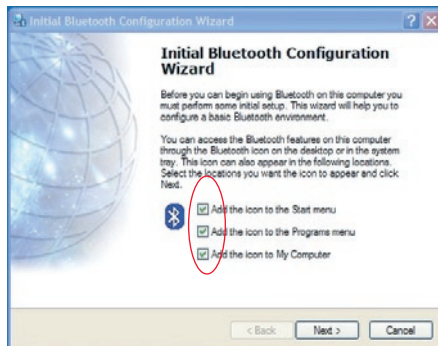 Initial Bluetooth Configuration Wizard
Initial Bluetooth Configuration
Wizard
Before you can begin using Bluetooth on this computer you
must perform some initial setup. This wizard will help you to
configure a basic Bluetooth environment.
You can access the Bluetooth features on this computer
through the Bluetooth icon on the desktop or in the system
tray. This icon can also appear in the following locations.
Select the locations you want the icon to appear and click
Next.
Add the icon to the Start menu
Add the icon to the Programs menu
Add the icon to My Computer
< Back Next > Cancel